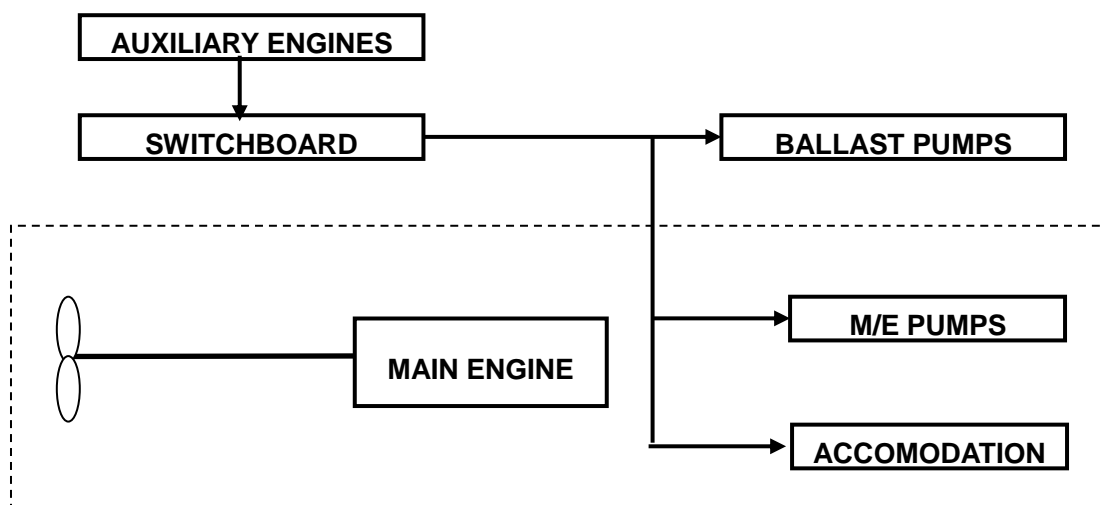 AUXILIARY ENGINES
SWITCHBOARD
BALLAST PUMPS
M/E PUMPS
MAIN ENGINE
ACCOMODATION